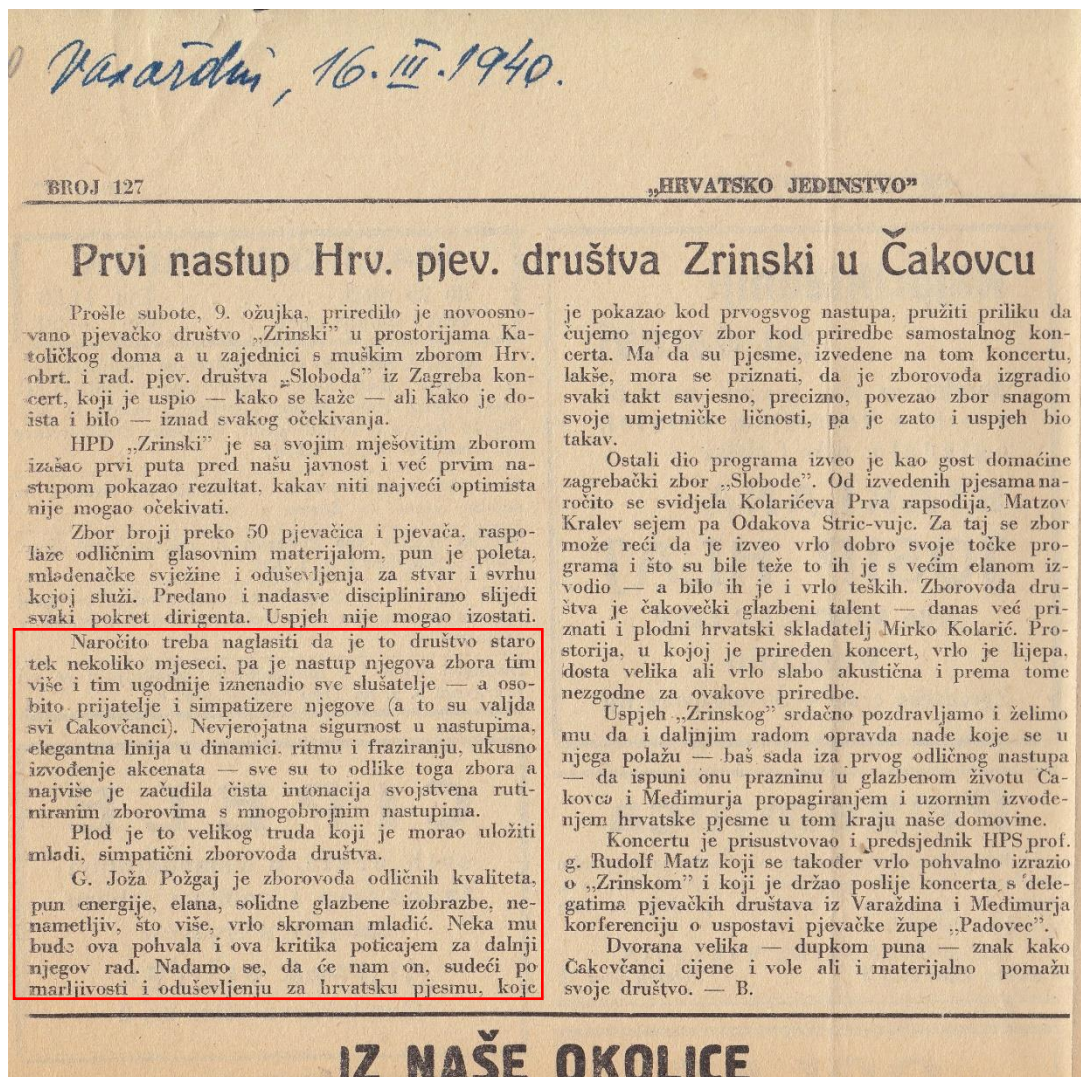 Varaždin, 16. III. 1940.
BROJ 127
„HRVATSKO JEDINSTVO”
Prvi nastup Hrv. pjev. društva Zrinski u Čakovcu
Prošle subote, 9. ožujka, priredilo je novoosno-
vano pjevačko društvo „Zrinski” u prostorijama Ka-
toličkog doma a u zajednici s muškim zborom Hrv.
obrt. i rad. pjev. društva „Sloboda” iz Zagreba kon-
cert, koji je uspio — kako se kaže — ali kako je do-
ista i bilo — iznad svakog očekivanja.
HPD „Zrinski” je sa svojim mješovitim zborom
izašao prvi puta pred našu javnost i već prvim na-
stupom pokazao rezultat, kakav niti najveći optimista
nije mogao očekivati.
Zbor broji preko 50 pjevačica i pjevača, raspo-
laže odličnim glasovnim materijalom, pun je poleta,
mladenačke svježine i oduševljenja za stvar i svrhu
kojoj služi. Predano i nadasve disciplinirano slijedi
svaki pokret dirigenta. Uspjeh nije mogao izostati.
Naročito treba naglasiti da je to društvo staro
tek nekoliko mjeseci, pa je nastup njegova zbora tim
više i tim ugodnije iznenadio sve slušatelje — a oso-
bito prijatelje i simpatizere njegove (a to su valjda
svi Čakovčanci). Nevjerojatna sigurnost u nastupima,
elegantna linija u dinamici, ritmu i fraziranju, ukusno
izvođenje akcenata — sve su to odlike toga zbora a
najviše je začudila čista intonacija svojstvena ruti-
niranim zborovima s mnogobrojnim nastupima.
Plod je to velikog truda koji je morao uložiti
mladi, simpatični zborovođa društva.
G. Joža Požgaj je zborovođa odličnih kvaliteta,
pun energije, elana, solidne glazbene izobrazbe, ne-
nametljiv, što više, vrlo skroman mladić. Neka mu
bude ova pohvala i ova kritika poticajem za dalnji
njegov rad. Nadamo se, da će nam on, sudeći po
marljivosti i oduševljenju za hrvatsku pjesmu, koje
je pokazao kod prvogsvog nastupa, pružiti priliku da
čujemo njegov zbor kod priredbe samostalnog kon-
certa. Ma da su pjesme, izvedene na tom koncertu,
lakše, mora se priznati, da je zborovođa izgradio
svaki takt savjesno, precizno, povezao zbor snagom
svoje umjetničke ličnosti, pa je zato i uspjeh bio
takav.
Ostali dio programa izveo je kao gost domaćine
zagrebački zbor „Slobode”. Od izvedenih pjesama na-
ročito se svidjela Kolarićeva Prva rapsodija, Matzov
Kralev sejem pa Odakova Stric-vujc. Za taj se zbor
može reći da je izveo vrlo dobro svoje točke pro-
grama i što su bile teže to ih je s većim elanom iz-
vodio — a bilo ih je i vrlo teških. Zborovođa dru-
štva je čakovečki glazbeni talent — danas već pri-
znati i plodni hrvatski skladatelj Mirko Kolarić. Pro-
storija, u kojoj je priređen koncert, vrlo je lijepa,
dosta velika ali vrlo slabo akustična i prema tome
nezgodne za ovakove priredbe.
Uspjeh „Zrinskog” srdačno pozdravljamo i želimo
mu da i daljnjim radom opravda nade koje se u
njega polažu — baš sada iza prvog odličnog nastupa
— da ispuni onu prazninu u glazbenom životu Ča-
kovca i Međimurja propagiranjem i uzornim izvođe-
njem hrvatske pjesme u tom kraju naše domovine.
Koncertu je prisustvovao i predsjednik HPS prof.
g. Rudolf Matz koji se također vrlo pohvalno izrazio
o „Zrinskom” i koji je držao poslije koncerta s dele-
gatima pjevačkih društava iz Varaždina i Međimurja
konferenciju o uspostavi pjevačke župe „Padovec”.
Dvorana velika — dupkom puna — znak kako
Čakovčanci cijene i vole ali i materijalno pomažu
svoje društvo. — B.
IZ NAŠE OKOLICE